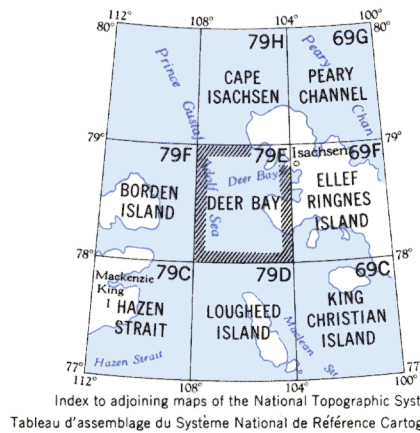 112°
108°
104°
100°
80°
80°
79H
69G
Prince Gustaf Adolf Sea
CAPE
ISACHSEN
Peary Chan
PEARY
CHANNEL
79°
79°
79F
79E
Isachsen
69F
Deer Bay
BORDEN
ISLAND
DEER BAY
ELLEF
RINGNES
ISLAND
78°
78°
79C
79D
69C
Mackenzie
King
I
HAZEN
STRAIT
LOUGHEED
ISLAND
Maclean Str
KING
CHRISTIAN
ISLAND
Hazen Strait
77°
77°
112°
108°
104°
100°
Index to adjoining maps of the National Topographic Syst
Tableau d'assemblage du Système National de Référence Cartog